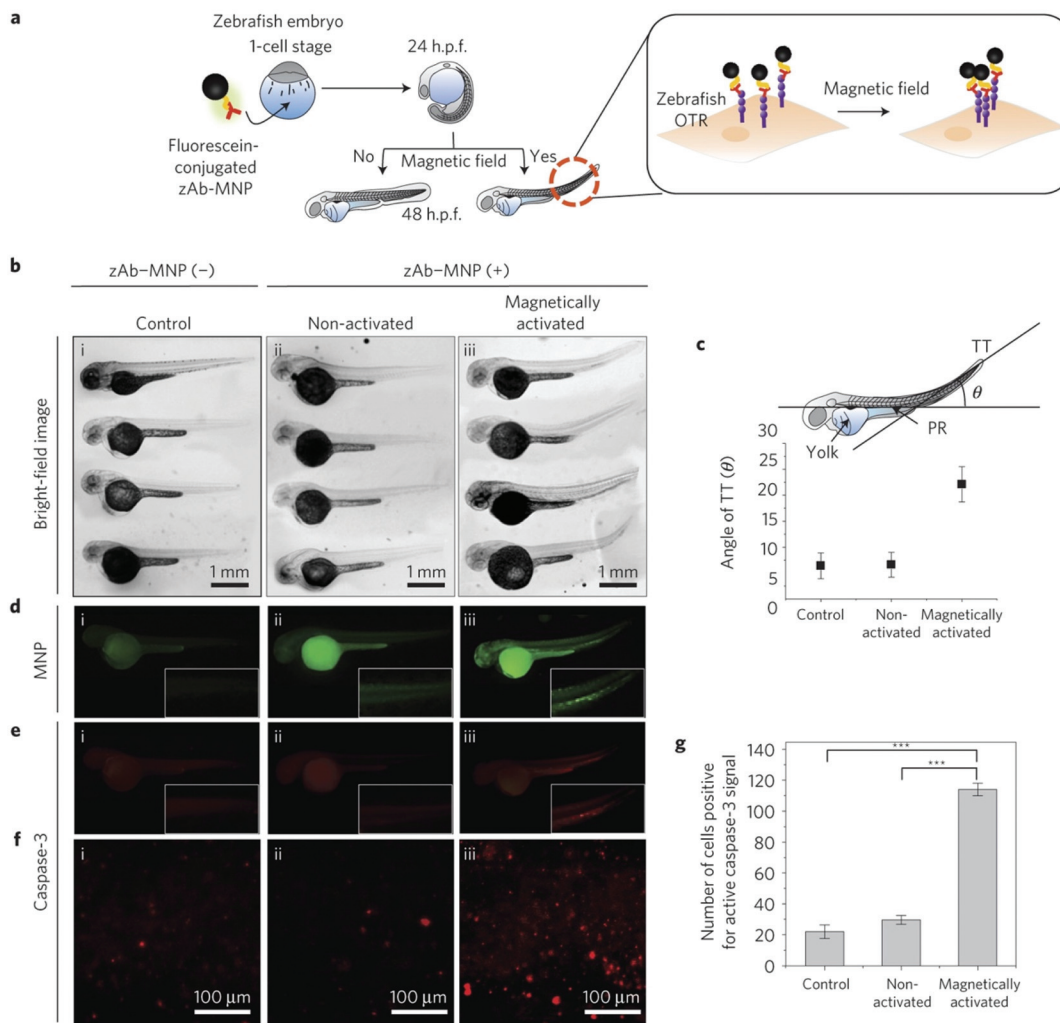 a
Zebrafish embryo
1-cell stage
24 h.p.f.
Fluorescein-
conjugated
zAb-MNP
No
Magnetic field
Yes
48 h.p.f.
Zebrafish
OTR
Magnetic field
b
zAb–MNP (–)
zAb–MNP (+)
Control
Non-activated
Magnetically
activated
Bright-field image
i
ii
iii
1 mm
1 mm
1 mm
c
TT
θ
PR
Yolk
Angle of TT (θ)
30
25
20
15
10
5
0
Control
Non-
activated
Magnetically
activated
d
MNP
i
ii
iii
e
Caspase-3
i
ii
iii
f
i
ii
iii
100 μm
100 μm
100 μm
g
Number of cells positive
for active caspase-3 signal
140
120
100
80
60
40
20
0
***
***
Control
Non-
activated
Magnetically
activated